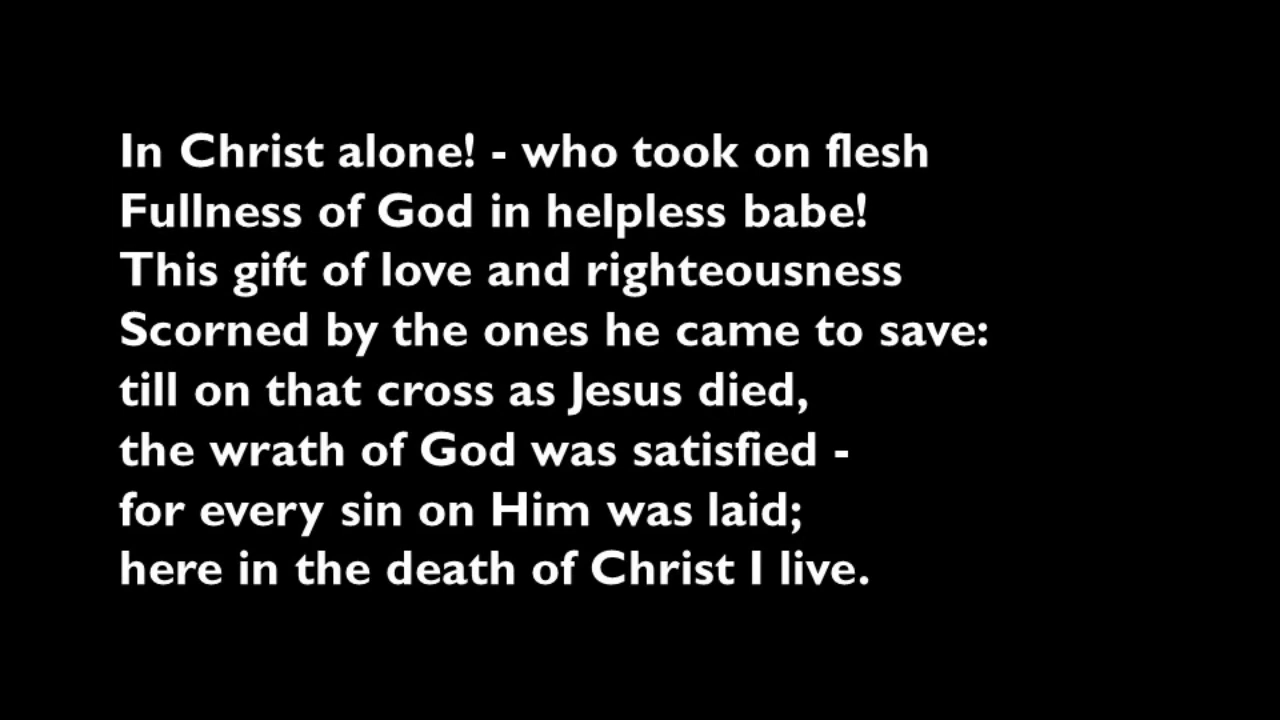 In Christ alone! - who took on flesh
Fullness of God in helpless babe!
This gift of love and righteousness
Scorned by the ones he came to save:
till on that cross as Jesus died,
the wrath of God was satisfied -
for every sin on Him was laid;
here in the death of Christ I live.